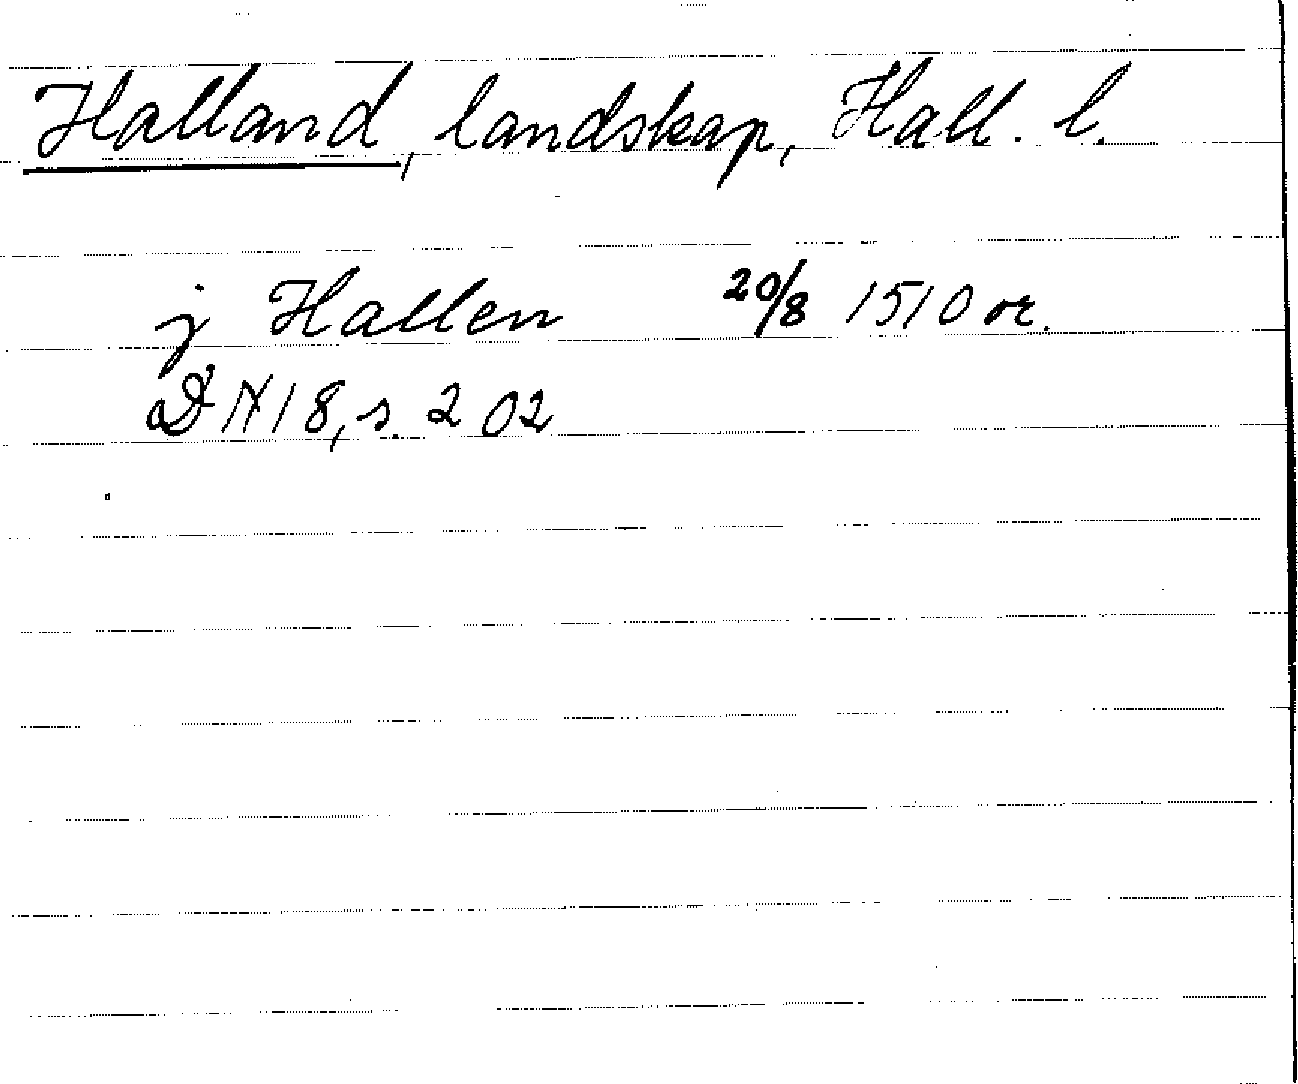 Halland, landskap, Hall. l.
j Hallen 20/8 1510 or.
DN 18, s. 202